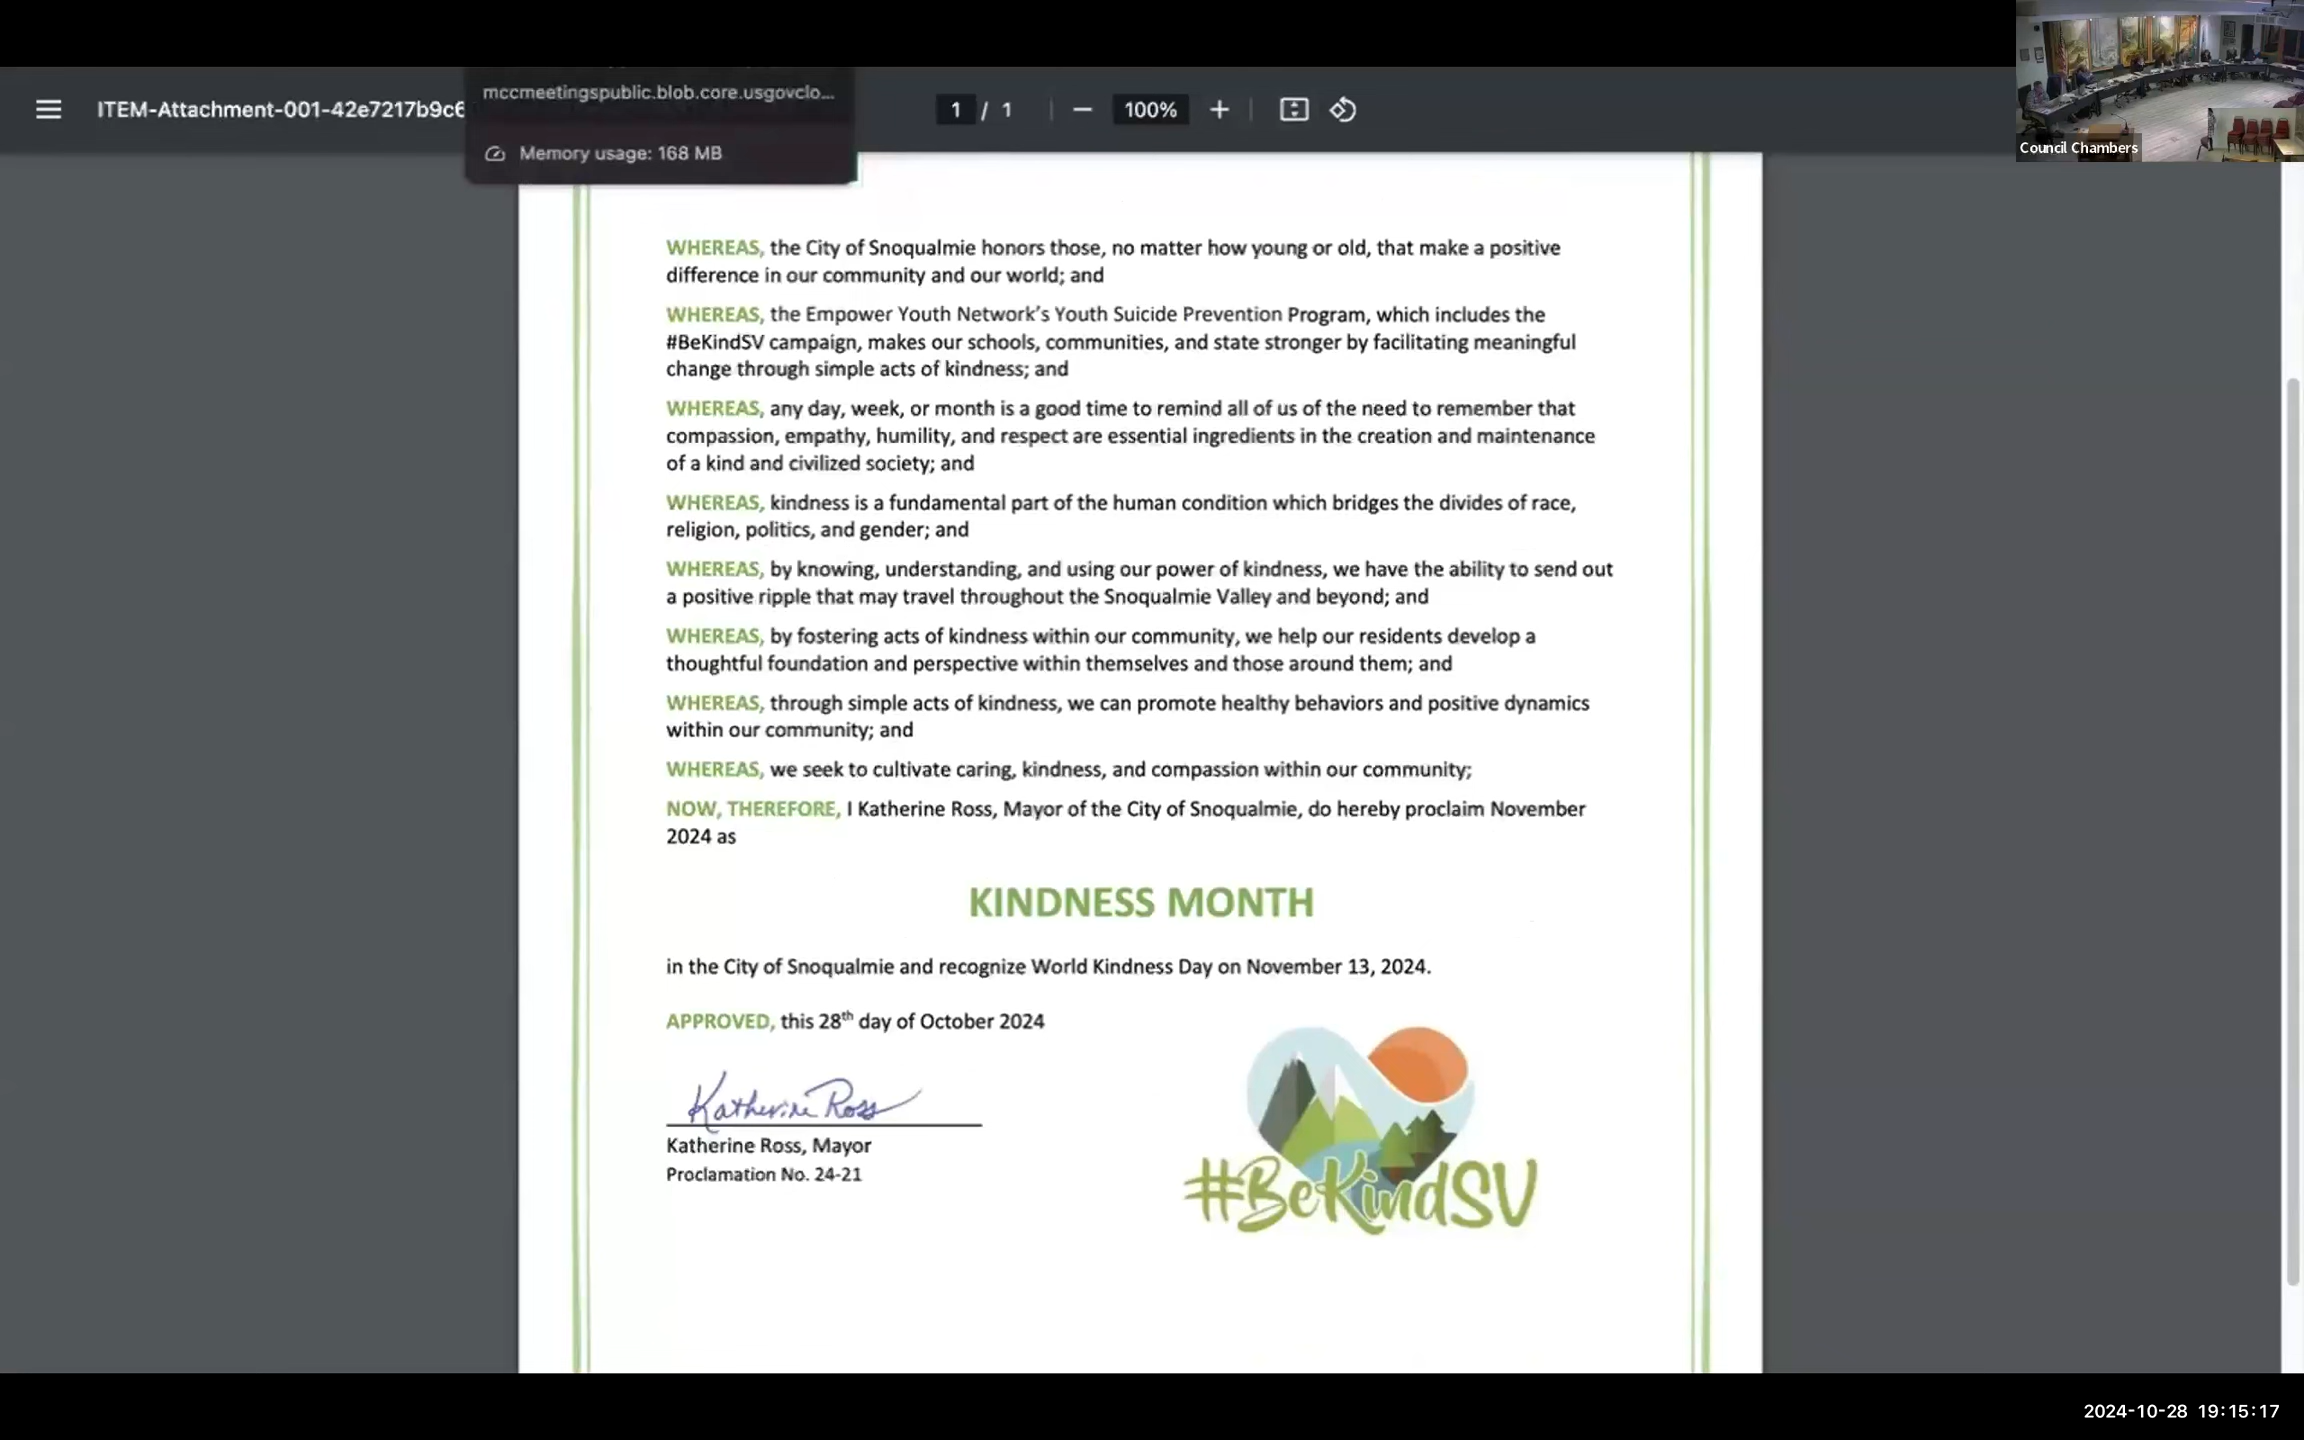 mccmeetingspublic.blob.core.usgovclo...
ITEM-Attachment-001-42e7217b9c6
1 / 1
100%
Memory usage: 168 MB
Council Chambers
WHEREAS, the City of Snoqualmie honors those, no matter how young or old, that make a positive
difference in our community and our world; and
WHEREAS, the Empower Youth Network’s Youth Suicide Prevention Program, which includes the
#BeKindSV campaign, makes our schools, communities, and state stronger by facilitating meaningful
change through simple acts of kindness; and
WHEREAS, any day, week, or month is a good time to remind all of us of the need to remember that
compassion, empathy, humility, and respect are essential ingredients in the creation and maintenance
of a kind and civilized society; and
WHEREAS, kindness is a fundamental part of the human condition which bridges the divides of race,
religion, politics, and gender; and
WHEREAS, by knowing, understanding, and using our power of kindness, we have the ability to send out
a positive ripple that may travel throughout the Snoqualmie Valley and beyond; and
WHEREAS, by fostering acts of kindness within our community, we help our residents develop a
thoughtful foundation and perspective within themselves and those around them; and
WHEREAS, through simple acts of kindness, we can promote healthy behaviors and positive dynamics
within our community; and
WHEREAS, we seek to cultivate caring, kindness, and compassion within our community;
NOW, THEREFORE, I Katherine Ross, Mayor of the City of Snoqualmie, do hereby proclaim November
2024 as
KINDNESS MONTH
in the City of Snoqualmie and recognize World Kindness Day on November 13, 2024.
APPROVED, this 28th day of October 2024
Katherine Ross
Katherine Ross, Mayor
Proclamation No. 24-21
#BeKindSV
2024-10-28 19:15:17